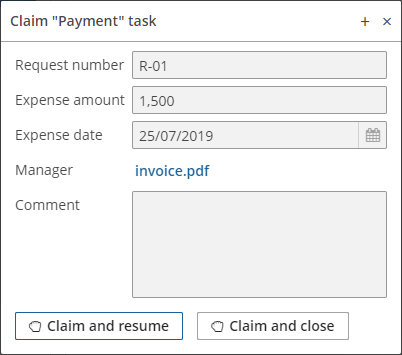 Claim "Payment" task
Request number R-01
Expense amount 1,500
Expense date 25/07/2019
Manager invoice.pdf
Comment
Claim and resume Claim and close